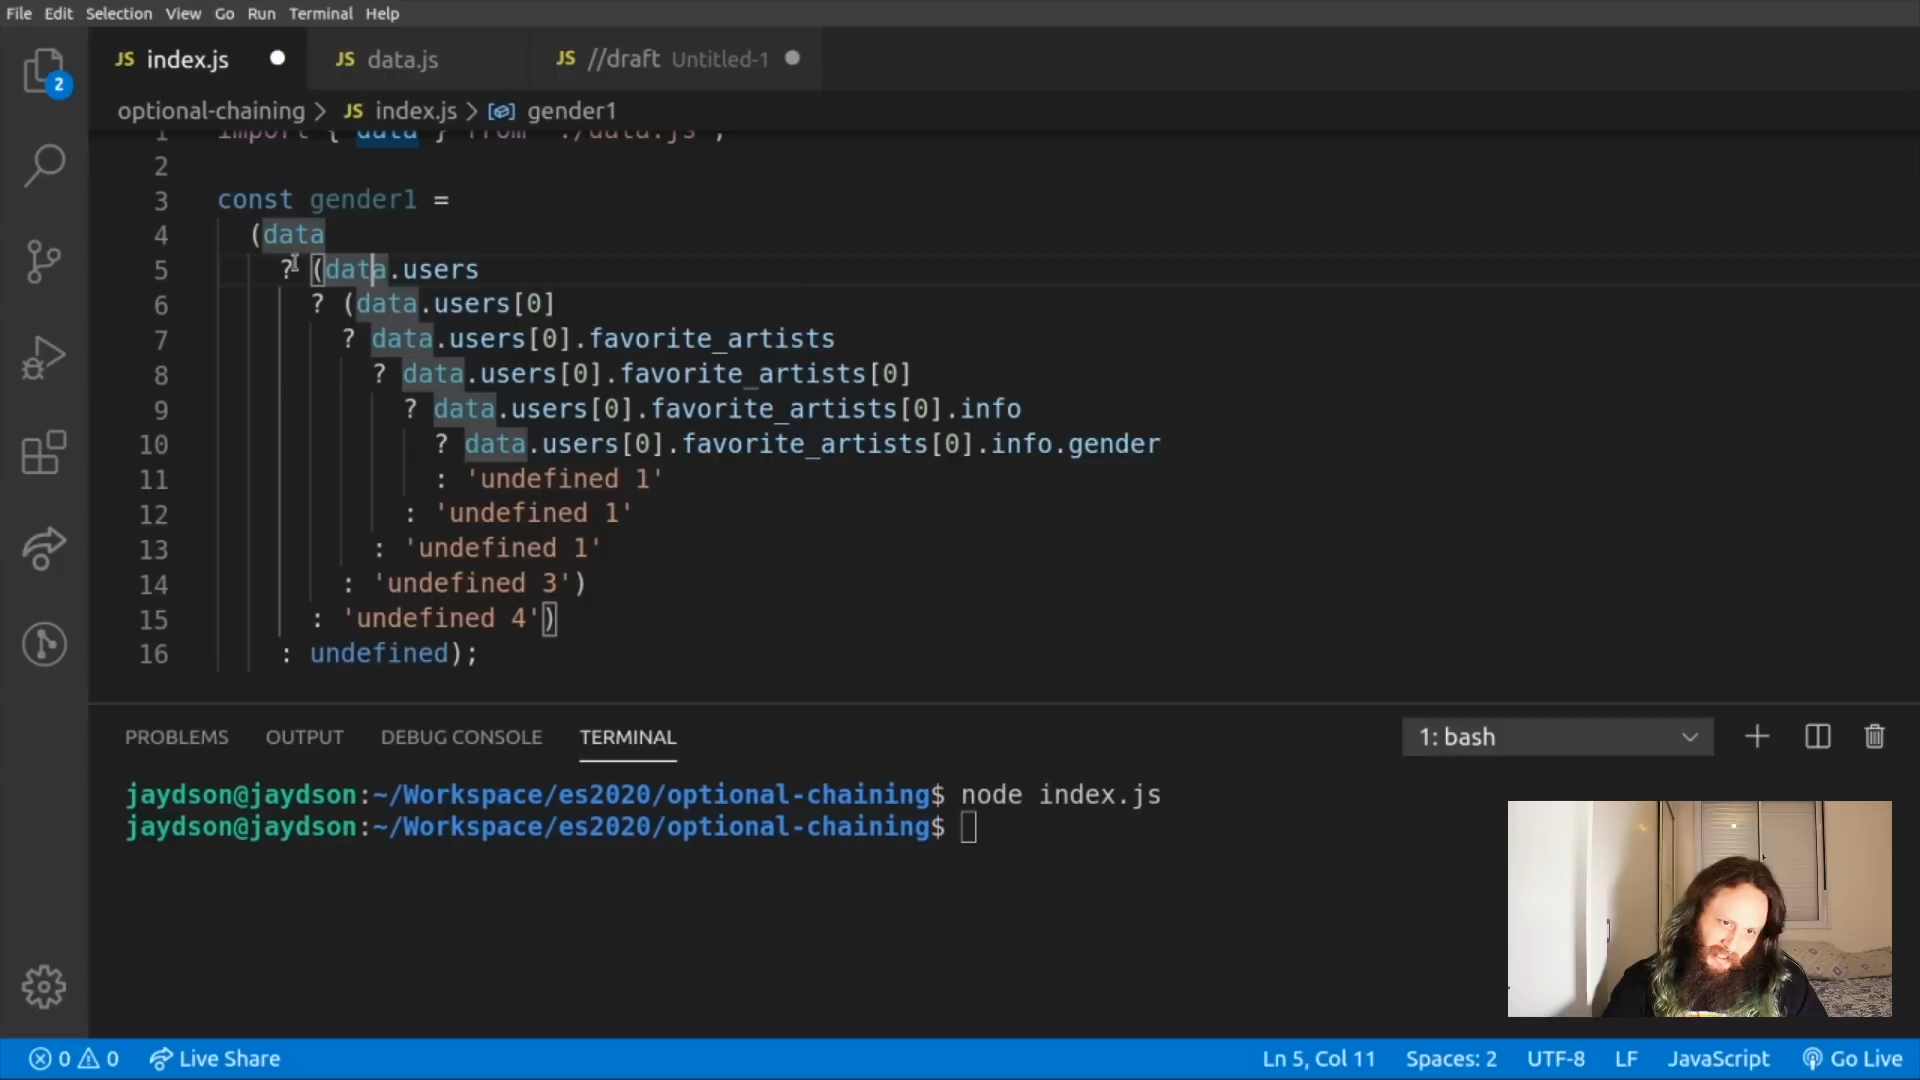 File Edit Selection View Go Run Terminal Help
JS index.js JS data.js JS //draft Untitled-1
2
optional-chaining > JS index.js > gender1
1 import { data } from './data.js';
2
3 const gender1 =
4 (data
5 ? (data.users
6 ? (data.users[0]
7 ? data.users[0].favorite_artists
8 ? data.users[0].favorite_artists[0]
9 ? data.users[0].favorite_artists[0].info
10 ? data.users[0].favorite_artists[0].info.gender
11 : 'undefined 1'
12 : 'undefined 1'
13 : 'undefined 1'
14 : 'undefined 3')
15 : 'undefined 4')
16 : undefined);
PROBLEMS OUTPUT DEBUG CONSOLE TERMINAL 1: bash
jaydson@jaydson:~/Workspace/es2020/optional-chaining$ node index.js
jaydson@jaydson:~/Workspace/es2020/optional-chaining$
0 0 Live Share Ln 5, Col 11 Spaces: 2 UTF-8 LF JavaScript Go Live